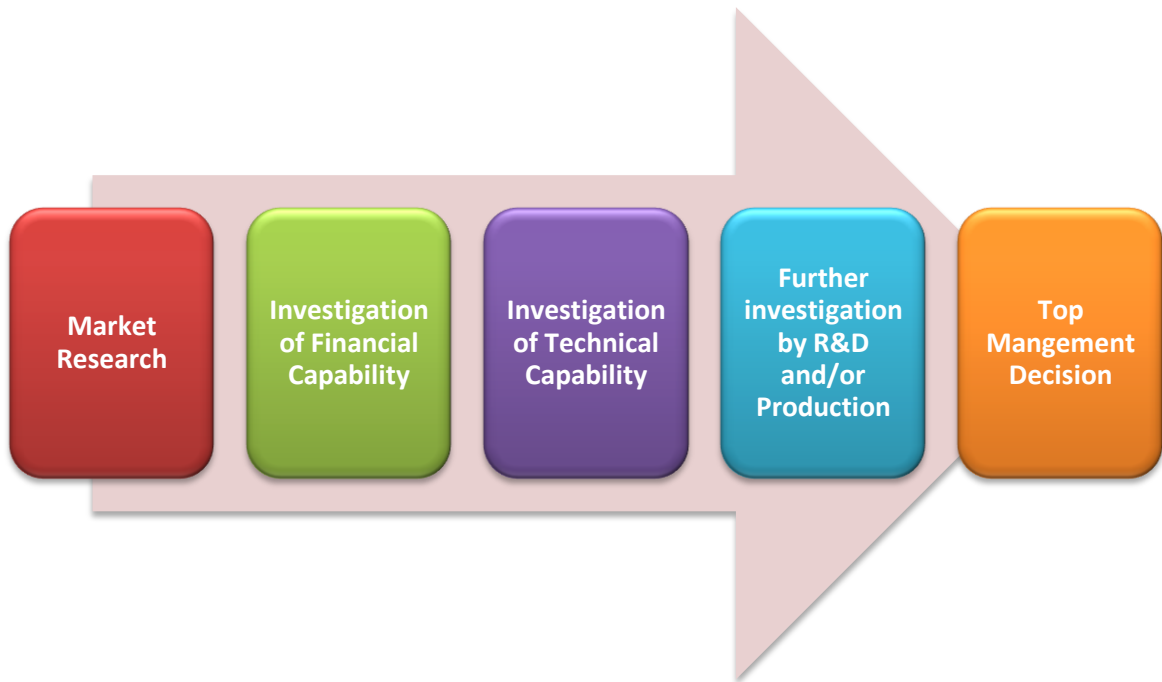 Market
Research
Investigation
of Financial
Capability
Investigation
of Technical
Capability
Further
investigation
by R&D
and/or
Production
Top
Mangement
Decision